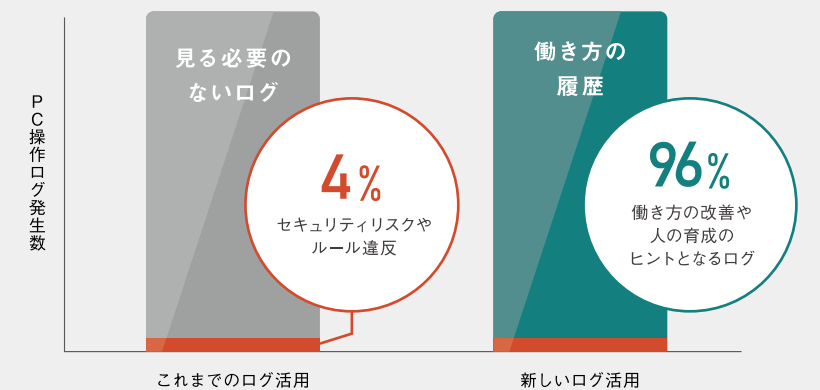 PC操作ログ発生数
見る必要の
ないログ
4%
セキュリティリスクや
ルール違反
これまでのログ活用
働き方の
履歴
96%
働き方の改善や
人の育成の
ヒントとなるログ
新しいログ活用